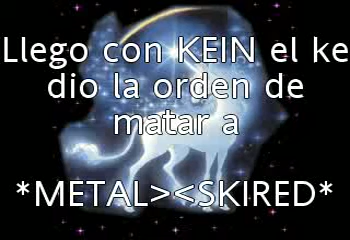 Llego con KEIN el ke
dio la orden de
matar a
*METAL><SKIRED*